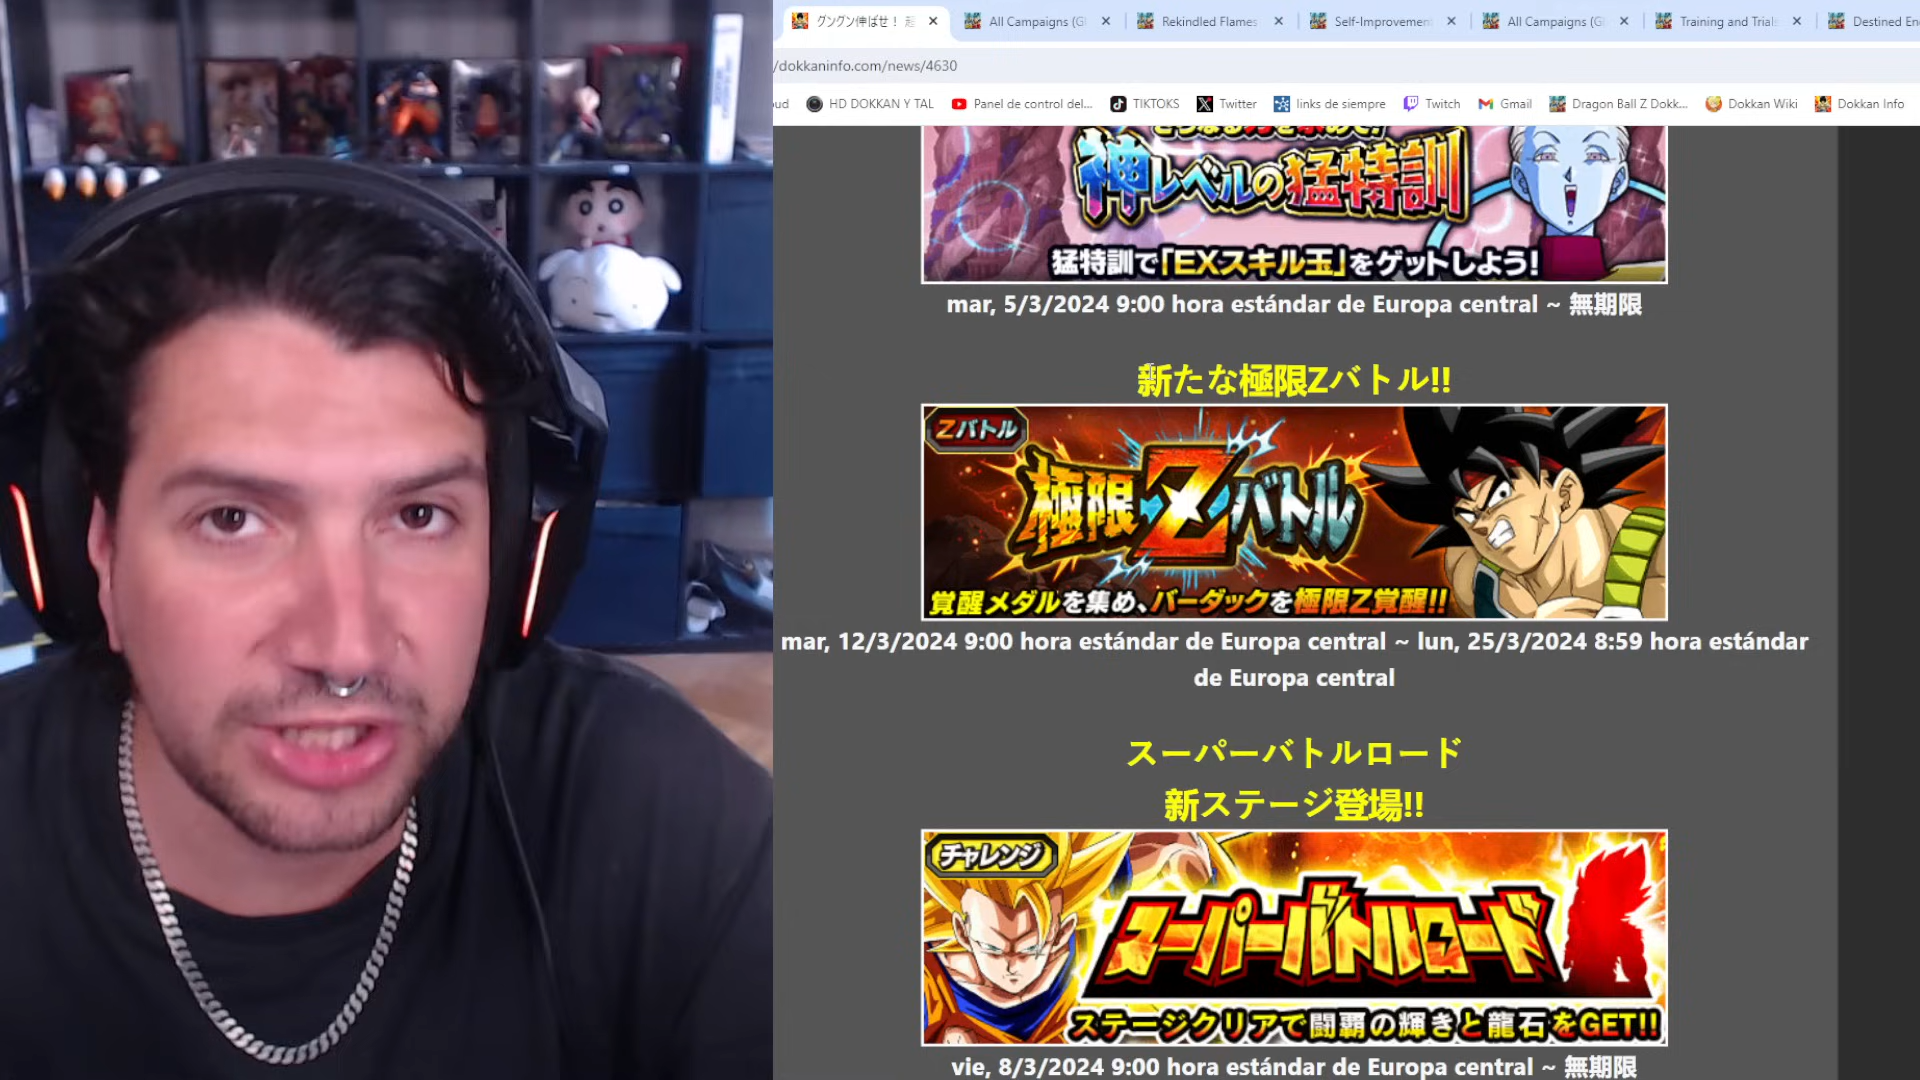 グングン伸ばせ！ 超
All Campaigns (Gl
Rekindled Flames
Self-Improvemen
All Campaigns (Gl
Training and Trials
Destined En
/dokkaninfo.com/news/4630
oud
HD DOKKAN Y TAL
Panel de control del...
TIKTOKS
Twitter
links de siempre
Twitch
Gmail
Dragon Ball Z Dokk...
Dokkan Wiki
Dokkan Info
さらなる力を求めて！
神レベルの猛特訓
猛特訓で「EXスキル玉」をゲットしよう！
mar, 5/3/2024 9:00 hora estándar de Europa central ~ 無期限
新たな極限Zバトル!!
Zバトル
極限Zバトル
覚醒メダルを集め、バーダックを極限Z覚醒!!
mar, 12/3/2024 9:00 hora estándar de Europa central ~ lun, 25/3/2024 8:59 hora estándar
de Europa central
スーパーバトルロード
新ステージ登場!!
チャレンジ
スーパーバトルロード
ステージクリアで闘覇の輝きと龍石をGET!!
vie, 8/3/2024 9:00 hora estándar de Europa central ~ 無期限